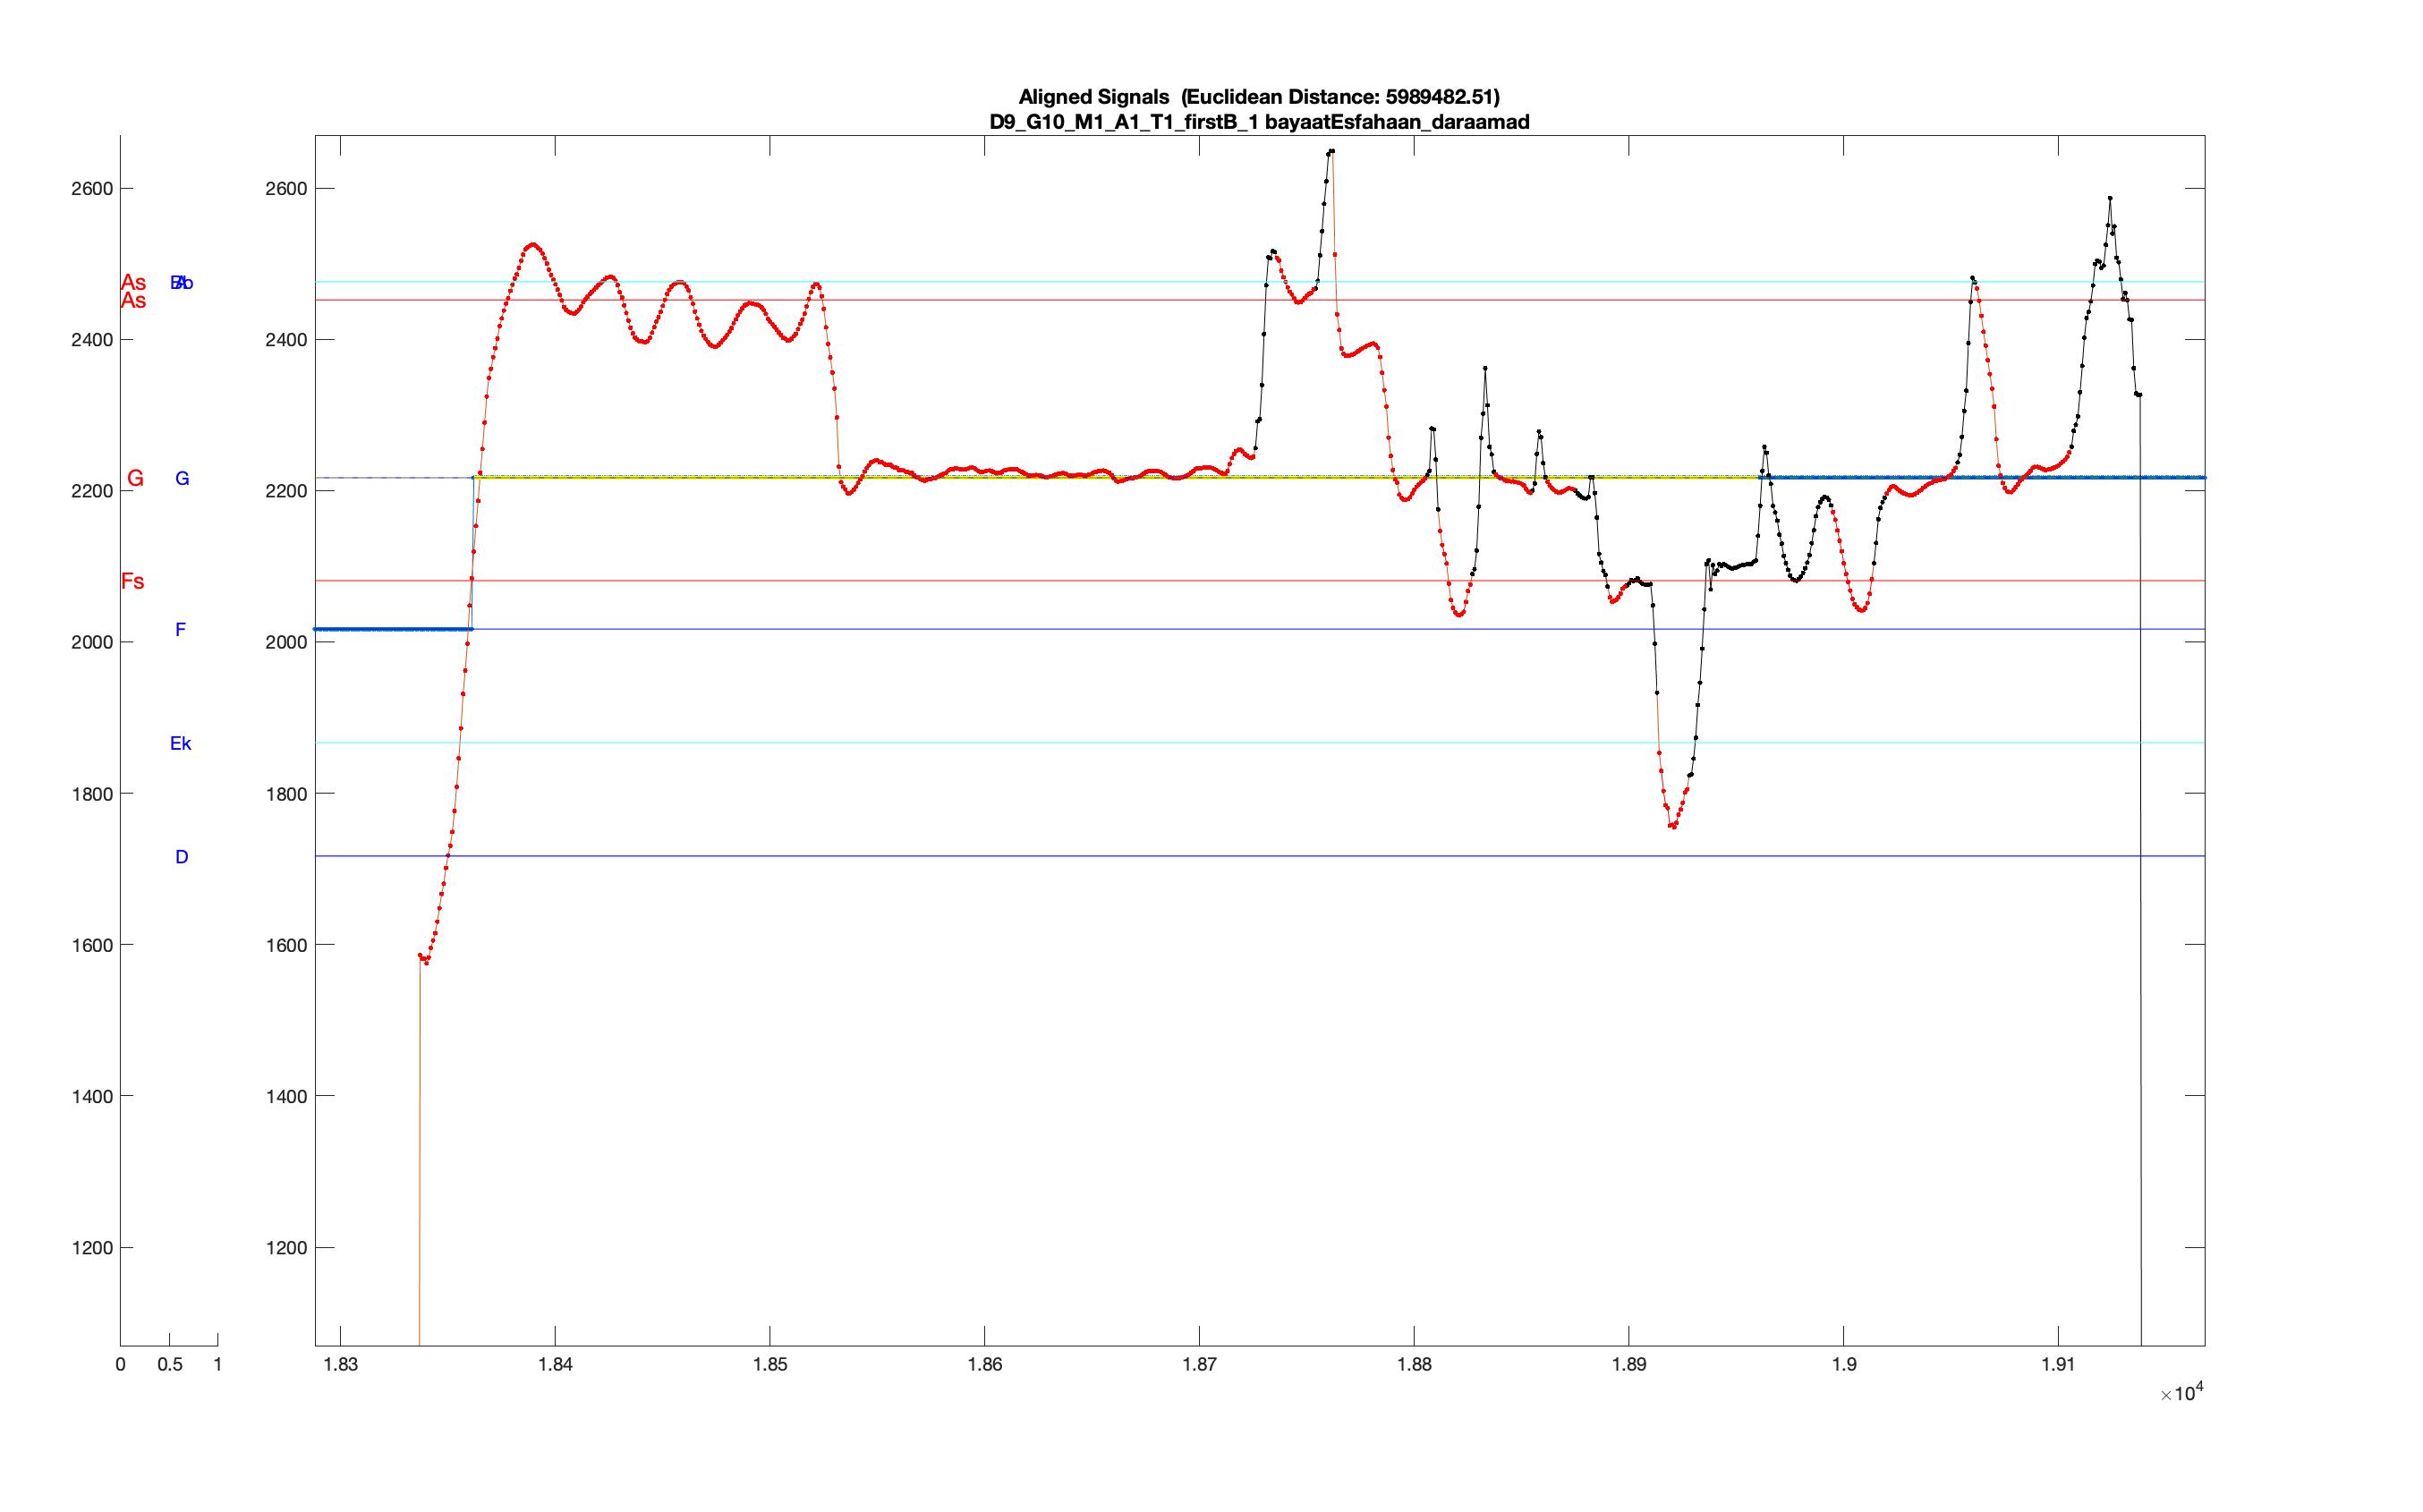 Aligned Signals (Euclidean Distance: 5989482.51)
D9_G10_M1_A1_T1_firstB_1 bayaatEsfahaan_daraamad
2600 2600
As
As
2400 2400
G G
2200 2200
Fs
F
2000 2000
Ek
1800 1800
D
1600 1600
1400 1400
1200 1200
0 0.5 1 1.83 1.84 1.85 1.86 1.87 1.88 1.89 1.9 1.91
×10⁴